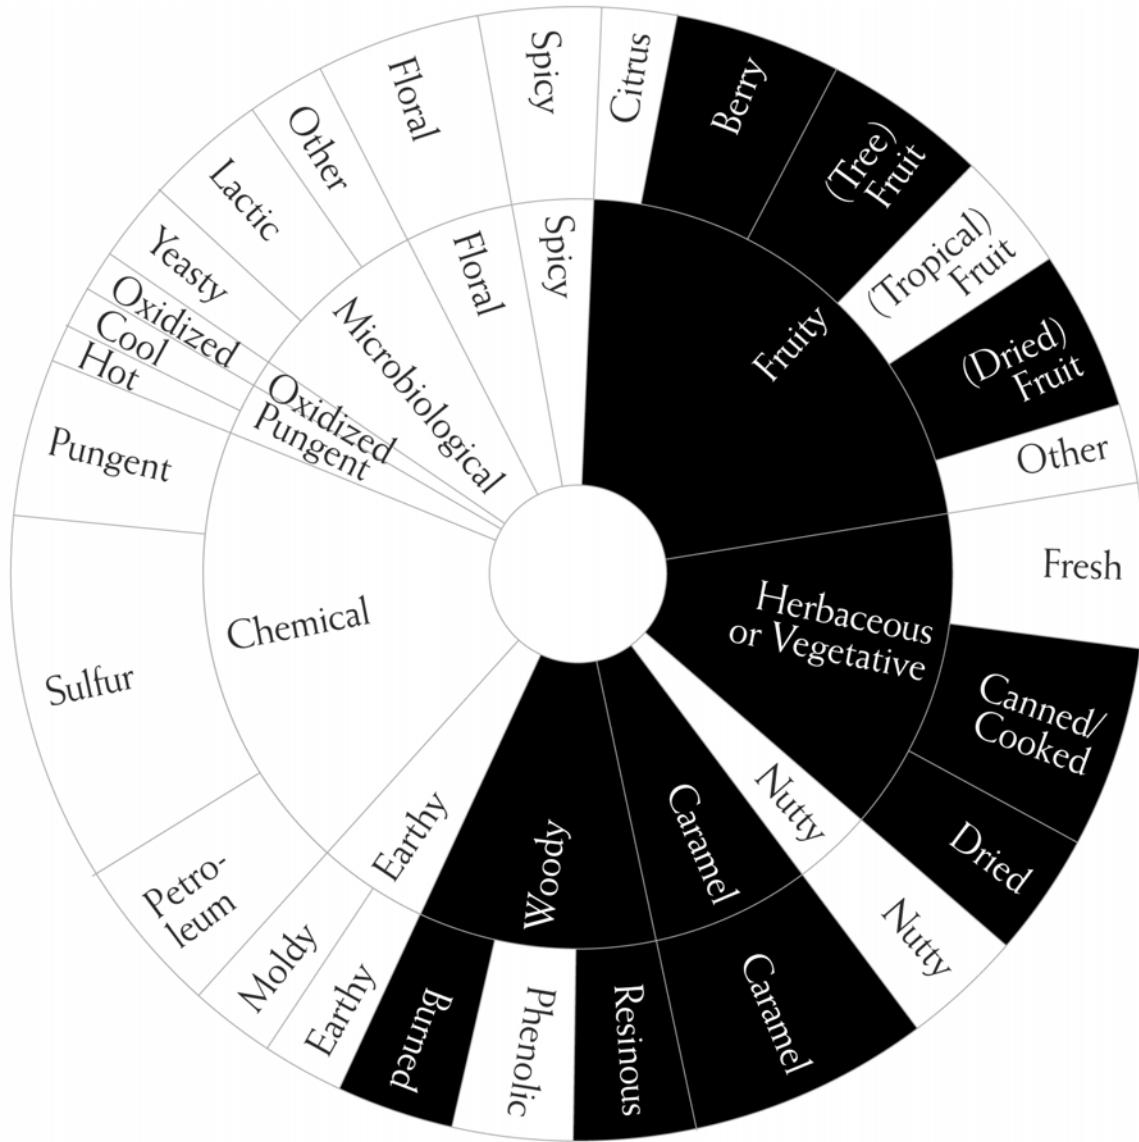 Spicy
Citrus
Berry
(Tree)
Fruit
(Tropical)
Fruit
(Dried)
Fruit
Other
Fresh
Canned/
Cooked
Dried
Nutty
Caramel
Resinous
Phenolic
Burned
Earthy
Moldy
Petro-
leum
Sulfur
Pungent
Hot
Cool
Oxidized
Yeasty
Lactic
Other
Floral
Spicy
Fruity
Herbaceous
or Vegetative
Nutty
Caramel
Woody
Earthy
Chemical
Pungent
Oxidized
Microbiological
Floral